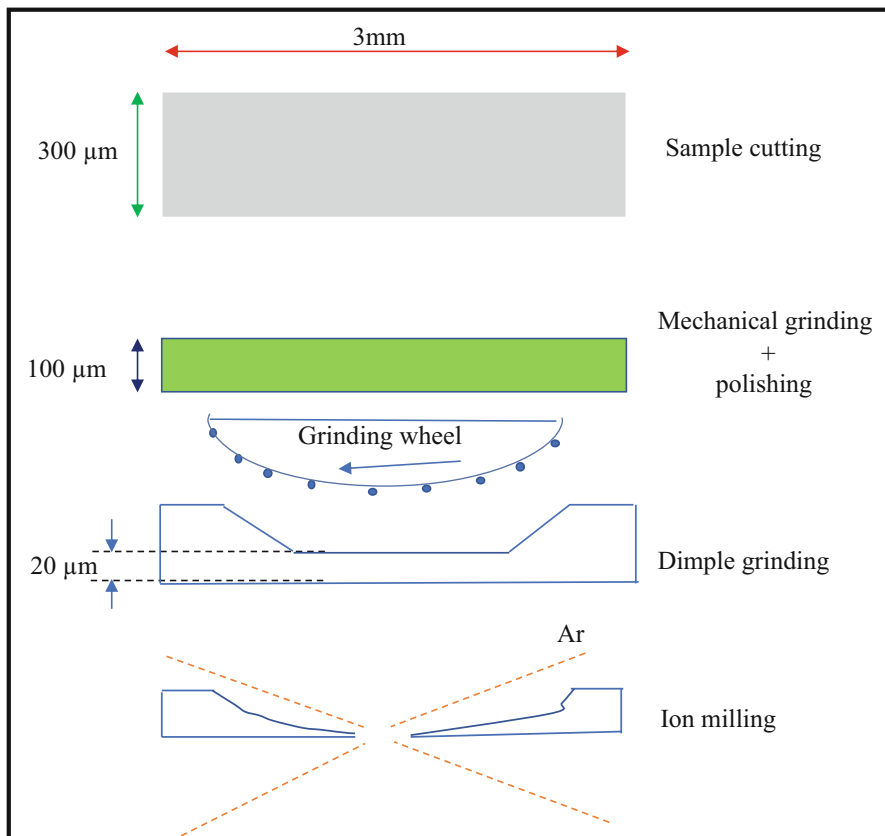 3mm
300 µm
Sample cutting
Mechanical grinding
+
polishing
100 µm
Grinding wheel
20 µm
Dimple grinding
Ar
Ion milling